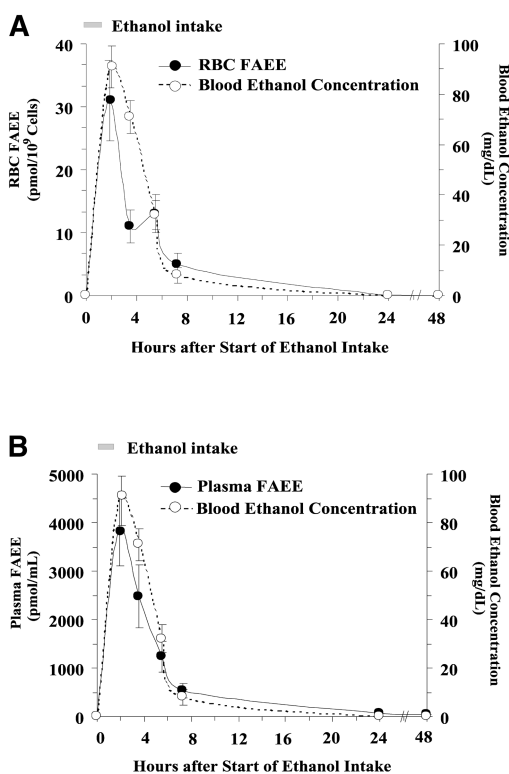 A
Ethanol intake
RBC FAEE
Blood Ethanol Concentration
RBC FAEE
(pmol/10⁹ Cells)
40
30
20
10
0
Blood Ethanol Concentration
(mg/dL)
100
80
60
40
20
0
0 4 8 12 16 20 24 48
Hours after Start of Ethanol Intake
B
Ethanol intake
Plasma FAEE
Blood Ethanol Concentration
Plasma FAEE
(pmol/mL)
5000
4000
3000
2000
1000
0
Blood Ethanol Concentration
(mg/dL)
100
80
60
40
20
0
0 4 8 12 16 20 24 48
Hours after Start of Ethanol Intake